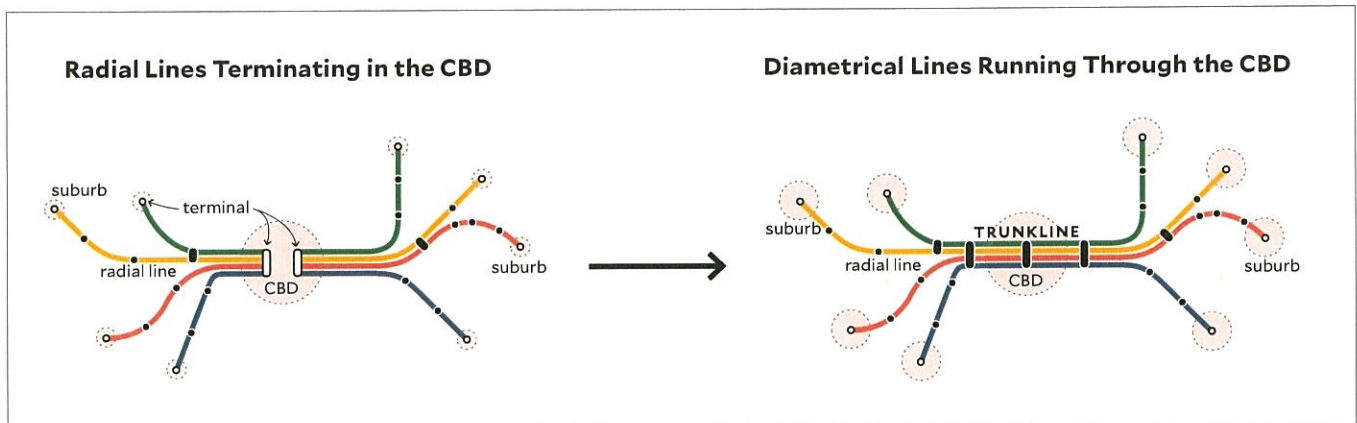 Radial Lines Terminating in the CBD
suburb
terminal
radial line
CBD
suburb
Diametrical Lines Running Through the CBD
suburb
radial line
TRUNKLINE
CBD
suburb